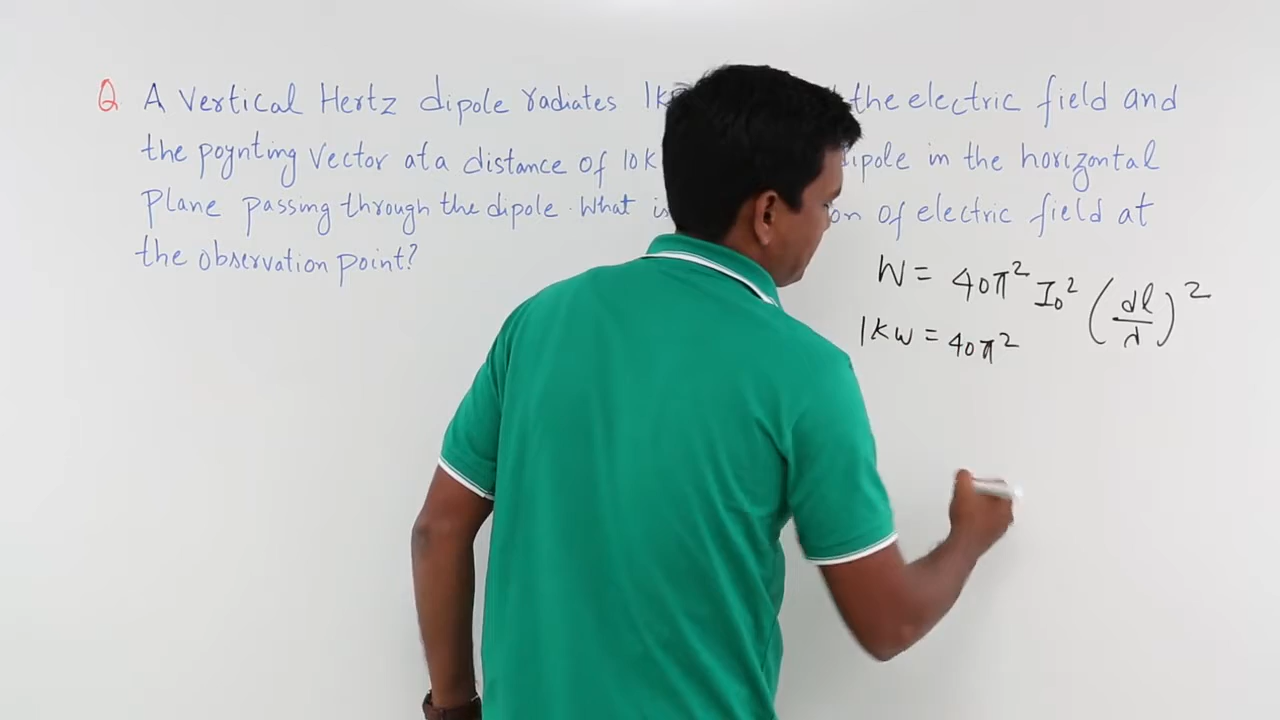 Q A Vertical Hertz dipole radiates 1k the electric field and
the poynting vector at a distance of 10k dipole in the horizontal
Plane passing through the dipole. What is on of electric field at
the observation point?
W = 40π² I₀² (dl/λ)²
1KW = 40π²